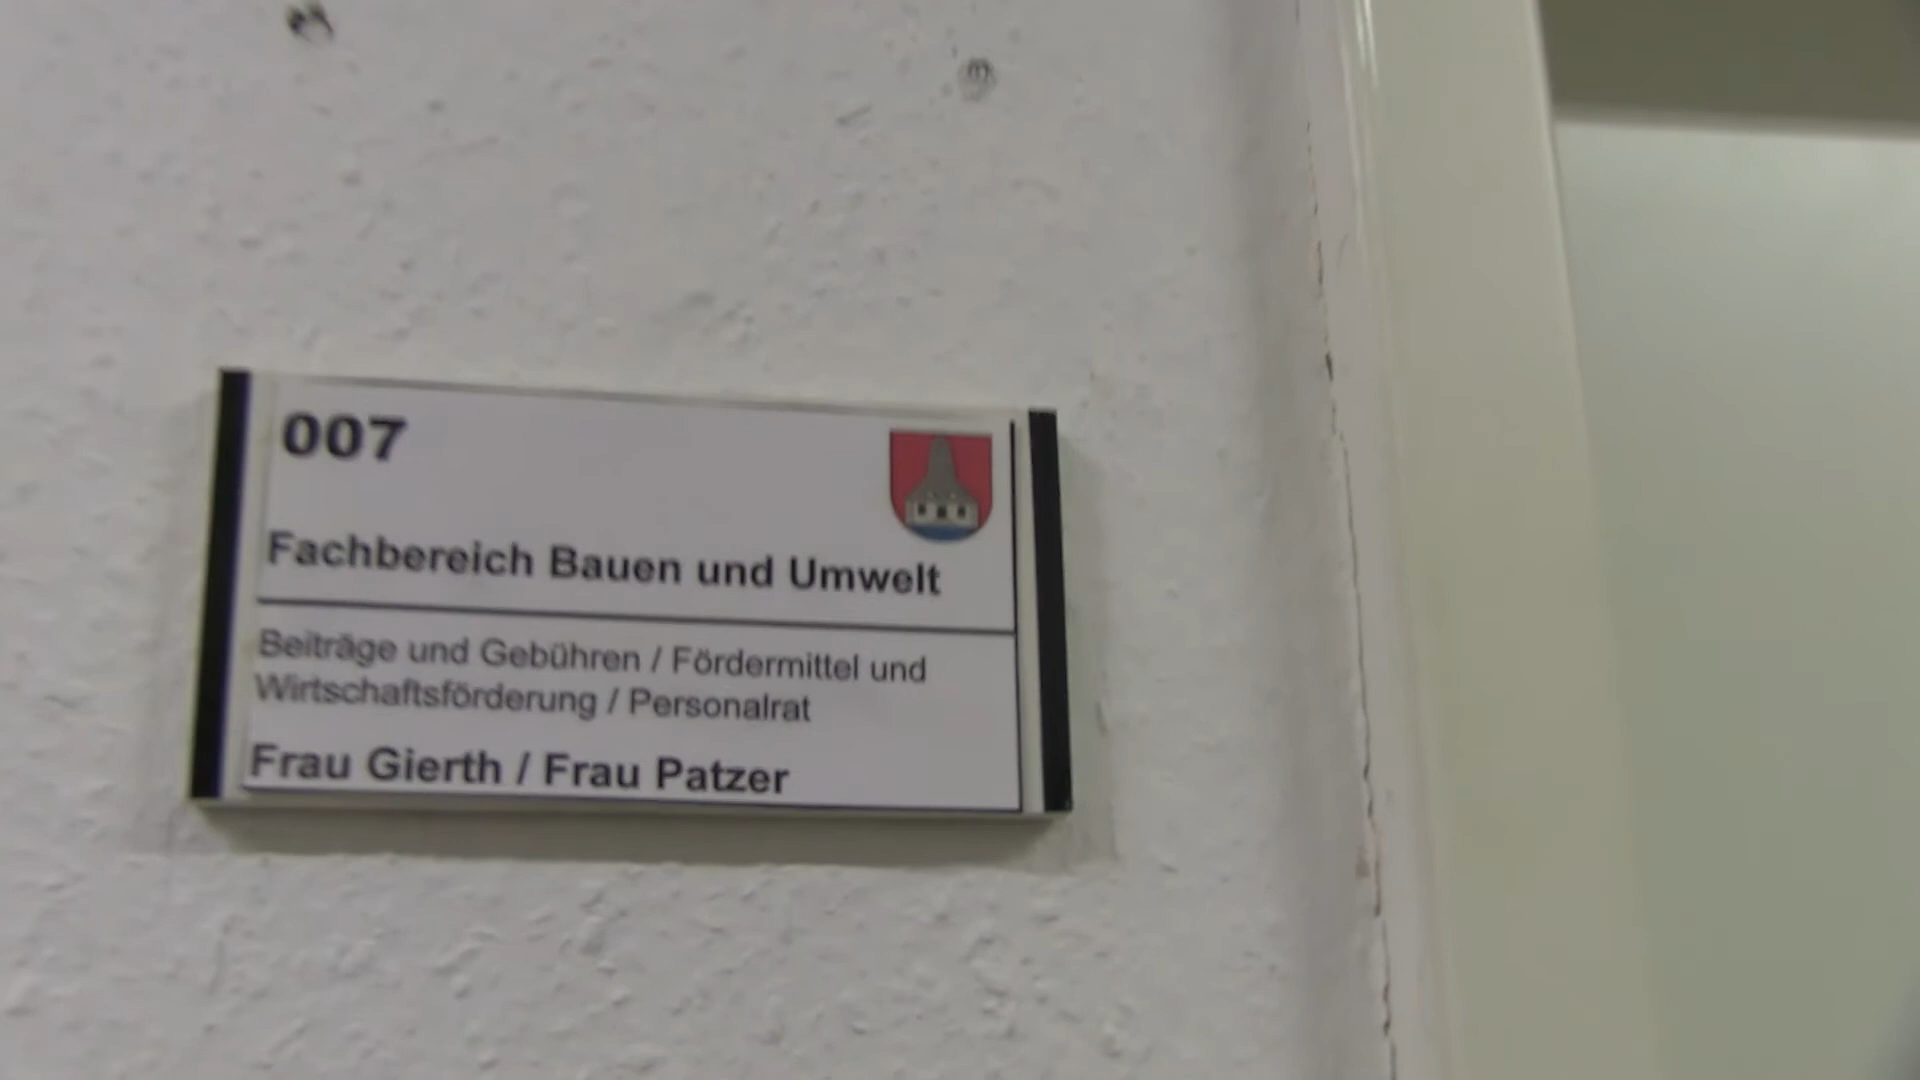 007
Fachbereich Bauen und Umwelt
Beiträge und Gebühren / Fördermittel und
Wirtschaftsförderung / Personalrat
Frau Gierth / Frau Patzer